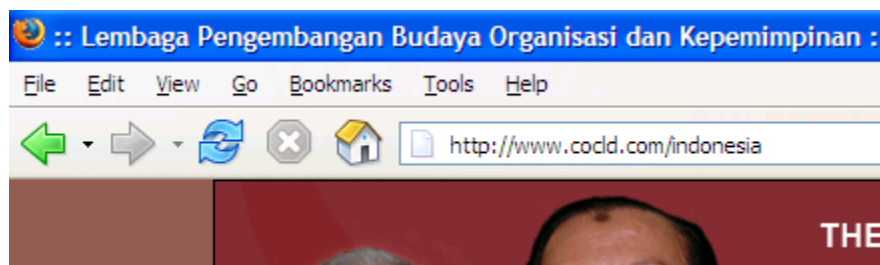 :: Lembaga Pengembangan Budaya Organisasi dan Kepemimpinan :
File Edit View Go Bookmarks Tools Help
http://www.cocld.com/indonesia
THE